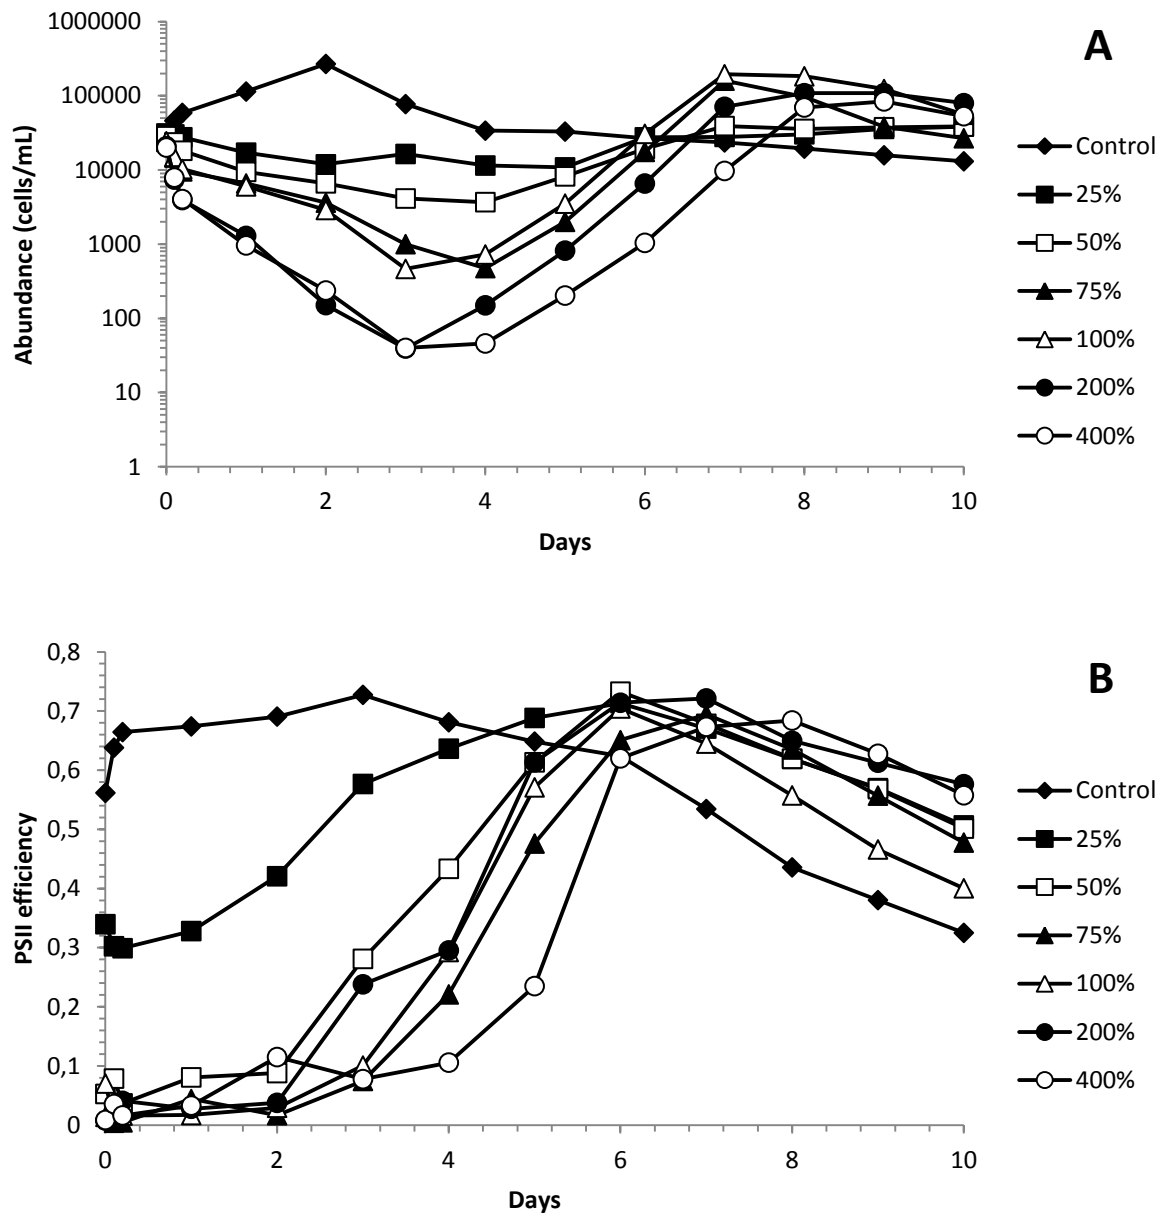 A
1000000
100000
10000
1000
100
10
1
Abundance (cells/mL)
0 2 4 6 8 10
Days
Control
25%
50%
75%
100%
200%
400%
B
0,8
0,7
0,6
0,5
0,4
0,3
0,2
0,1
0
PSII efficiency
0 2 4 6 8 10
Days
Control
25%
50%
75%
100%
200%
400%